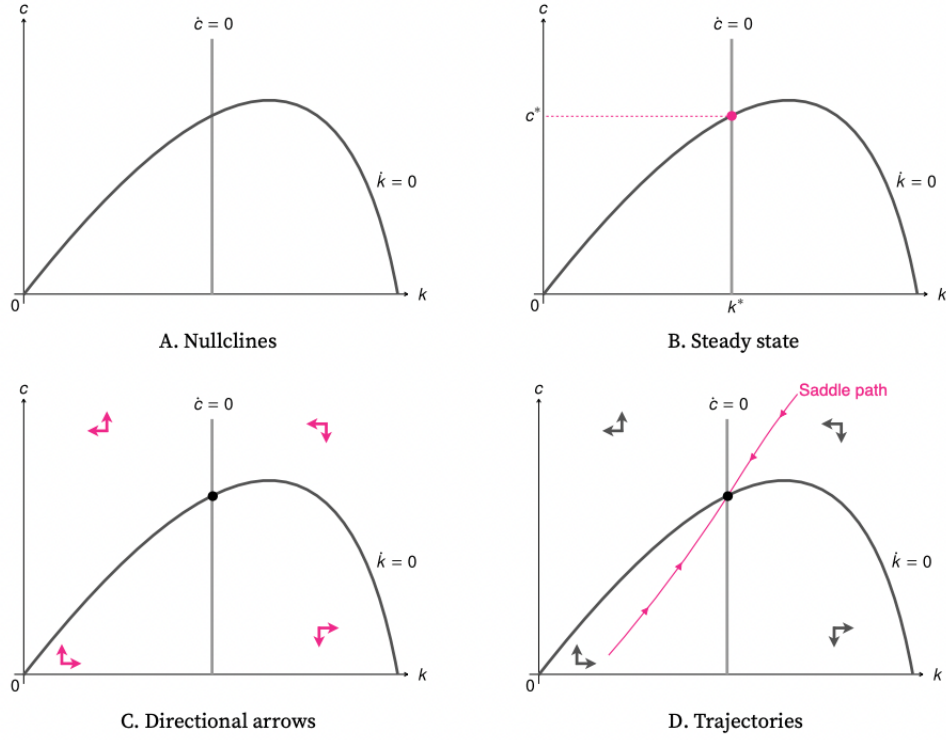 c
ċ = 0
k̇ = 0
0
k
A. Nullclines
c
ċ = 0
c*
k̇ = 0
0
k*
k
B. Steady state
c
ċ = 0
k̇ = 0
0
k
C. Directional arrows
c
Saddle path
ċ = 0
k̇ = 0
0
k
D. Trajectories